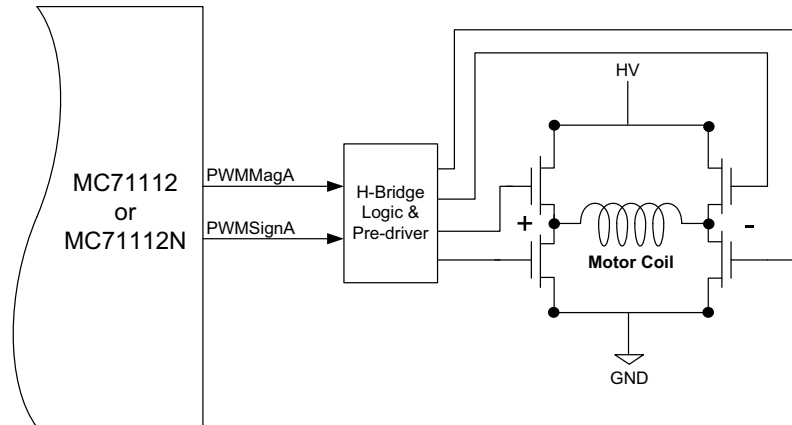 MC71112
or
MC71112N
PWMMagA
PWMSignA
H-Bridge
Logic &
Pre-driver
HV
+
-
Motor Coil
GND